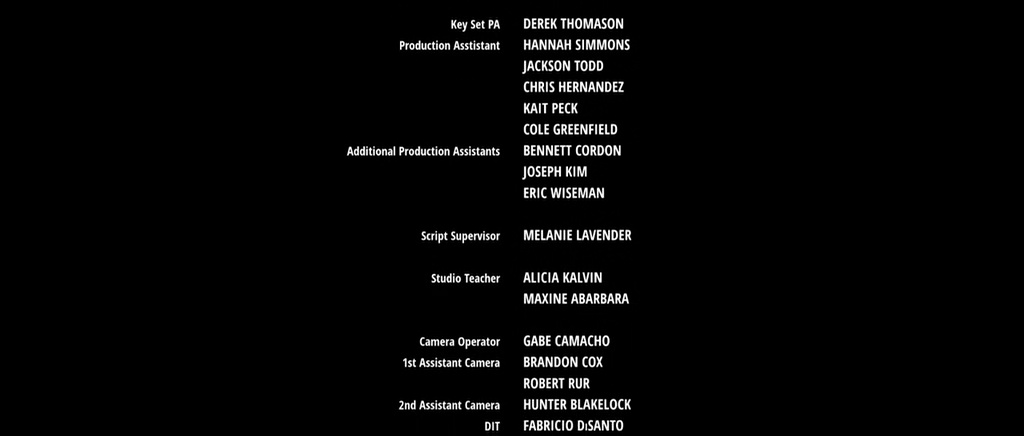 Key Set PA DEREK THOMASON
Production Asstistant HANNAH SIMMONS
JACKSON TODD
CHRIS HERNANDEZ
KAIT PECK
COLE GREENFIELD
Additional Production Assistants BENNETT CORDON
JOSEPH KIM
ERIC WISEMAN
Script Supervisor MELANIE LAVENDER
Studio Teacher ALICIA KALVIN
MAXINE ABARBARA
Camera Operator GABE CAMACHO
1st Assistant Camera BRANDON COX
ROBERT RUR
2nd Assistant Camera HUNTER BLAKELOCK
DIT FABRICIO DiSANTO